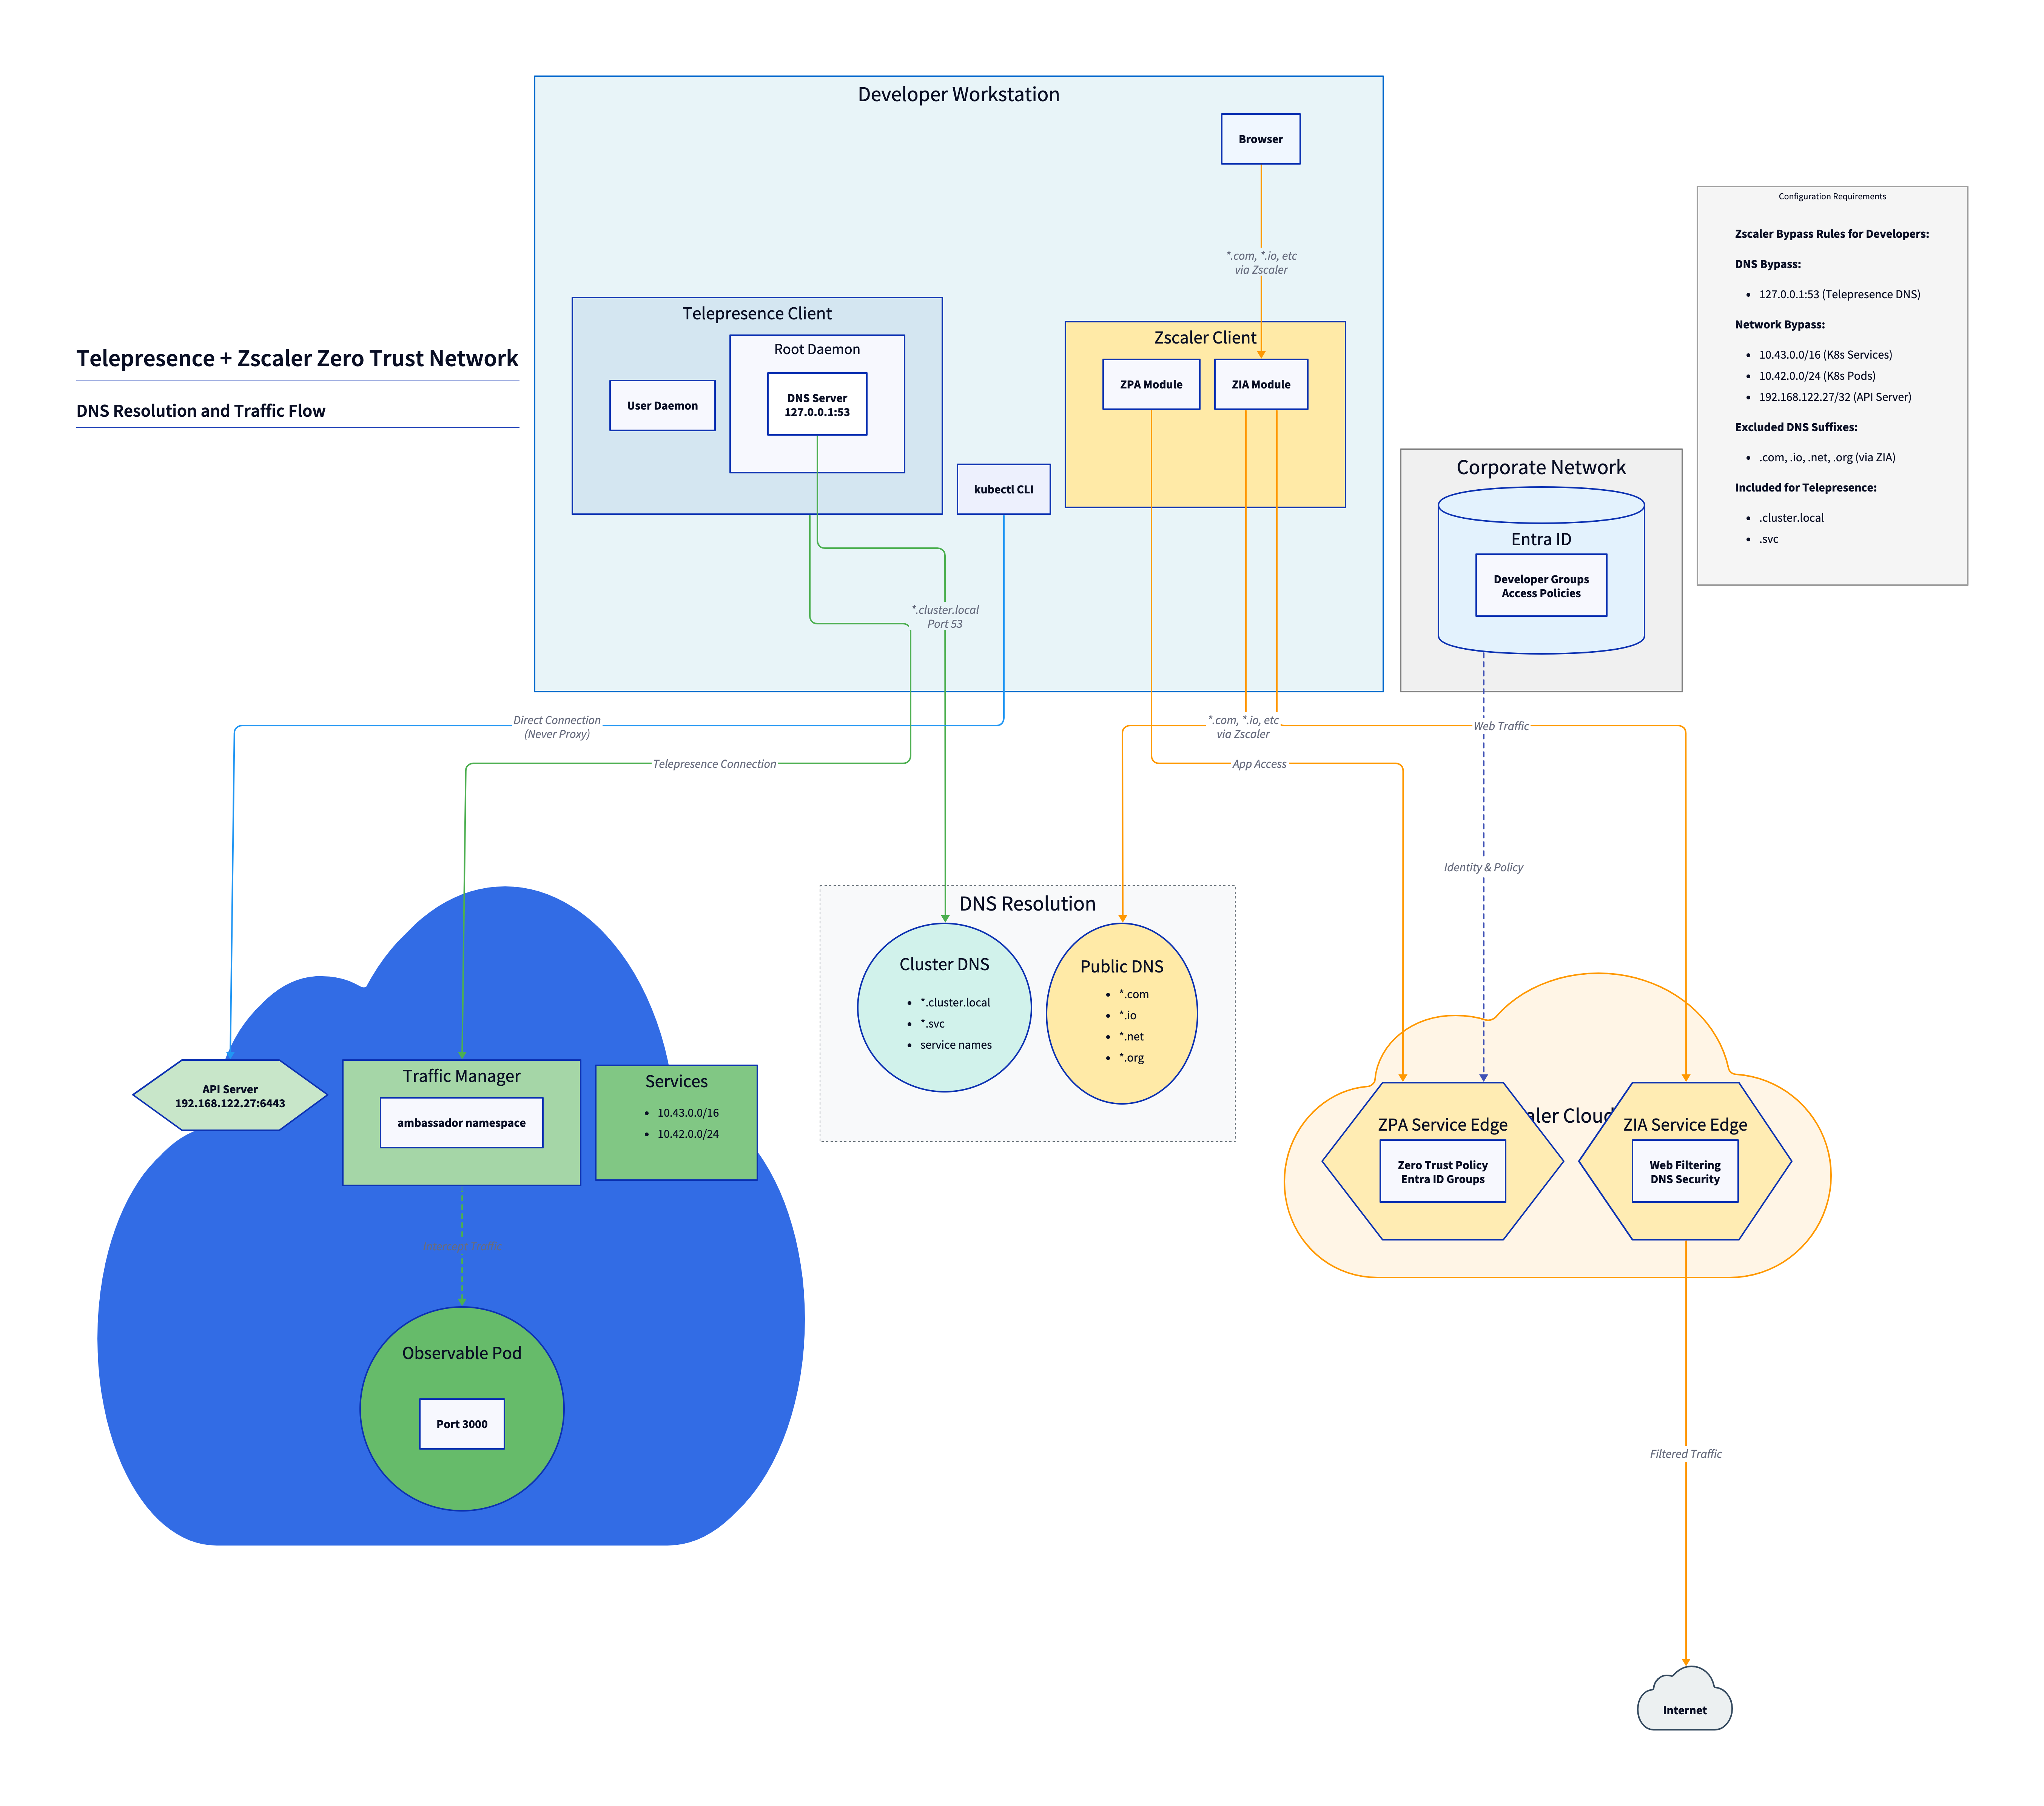 Telepresence + Zscaler Zero Trust Network
DNS Resolution and Traffic Flow
Developer Workstation
Browser
*.com, *.io, etc
via Zscaler
Telepresence Client
User Daemon
Root Daemon
DNS Server
127.0.0.1:53
kubectl CLI
Zscaler Client
ZPA Module
ZIA Module
Corporate Network
Entra ID
Developer Groups
Access Policies
Configuration Requirements
Zscaler Bypass Rules for Developers:
DNS Bypass:
• 127.0.0.1:53 (Telepresence DNS)
Network Bypass:
• 10.43.0.0/16 (K8s Services)
• 10.42.0.0/24 (K8s Pods)
• 192.168.122.27/32 (API Server)
Excluded DNS Suffixes:
• .com, .io, .net, .org (via ZIA)
Included for Telepresence:
• .cluster.local
• .svc
*.cluster.local
Port 53
Direct Connection
(Never Proxy)
Telepresence Connection
*.com, *.io, etc
via Zscaler
Web Traffic
App Access
Identity & Policy
API Server
192.168.122.27:6443
Traffic Manager
ambassador namespace
Services
• 10.43.0.0/16
• 10.42.0.0/24
Observable Pod
Port 3000
DNS Resolution
Cluster DNS
• *.cluster.local
• *.svc
• service names
Public DNS
• *.com
• *.io
• *.net
• *.org
Cloud
ZPA Service Edge
Zero Trust Policy
Entra ID Groups
ZIA Service Edge
Web Filtering
DNS Security
Filtered Traffic
Internet